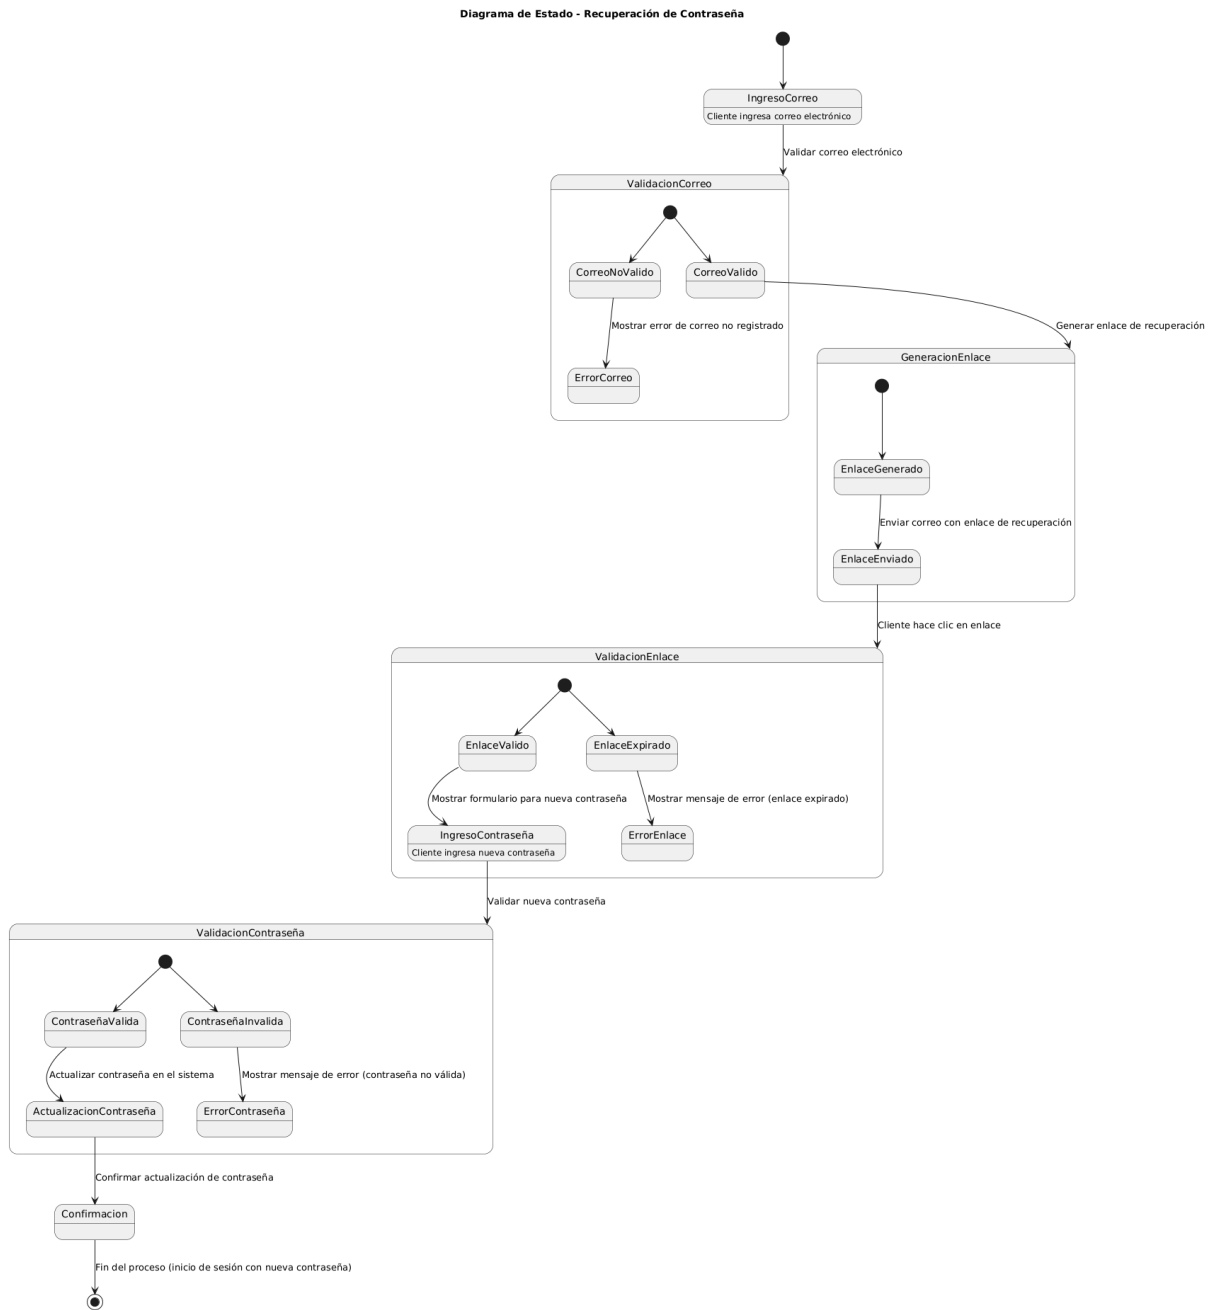 Diagrama de Estado - Recuperación de Contraseña
IngresoCorreo
Cliente ingresa correo electrónico
Validar correo electrónico
ValidacionCorreo
CorreoNoValido
CorreoValido
Mostrar error de correo no registrado
Generar enlace de recuperación
GeneracionEnlace
ErrorCorreo
EnlaceGenerado
Enviar correo con enlace de recuperación
EnlaceEnviado
Cliente hace clic en enlace
ValidacionEnlace
EnlaceValido
EnlaceExpirado
Mostrar formulario para nueva contraseña
Mostrar mensaje de error (enlace expirado)
IngresoContraseña
Cliente ingresa nueva contraseña
ErrorEnlace
Validar nueva contraseña
ValidacionContraseña
ContraseñaValida
ContraseñaInvalida
Actualizar contraseña en el sistema
Mostrar mensaje de error (contraseña no válida)
ActualizacionContraseña
ErrorContraseña
Confirmar actualización de contraseña
Confirmacion
Fin del proceso (inicio de sesión con nueva contraseña)